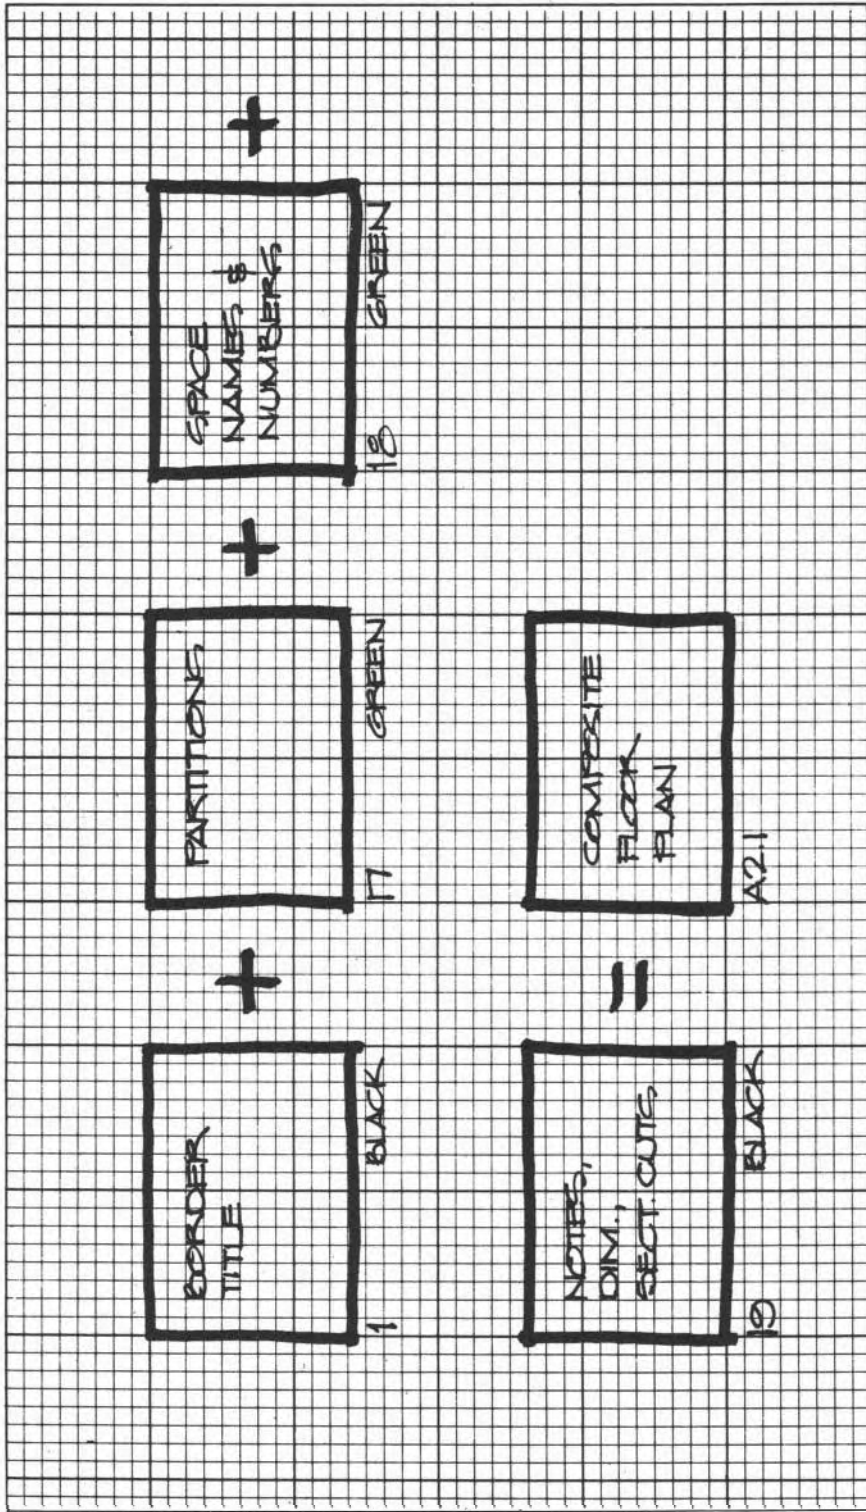 BORDER
TITLE
1 BLACK
+
PARTITIONS
17 GREEN
+
SPACE
NAMES &
NUMBERS
18 GREEN
+
NOTES,
DIM.,
SECT. CUTS
19 BLACK
=
COMPOSITE
FLOOR
PLAN
A2.1